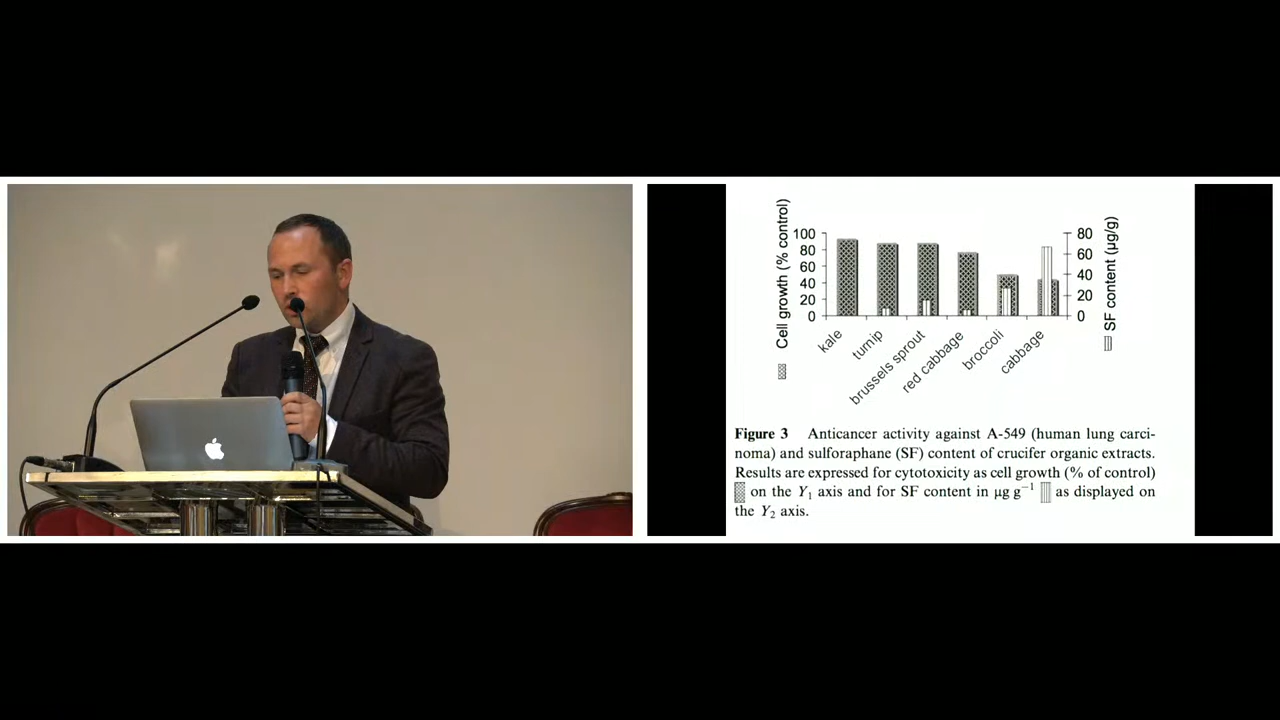 Cell growth (% control)
100
80
60
40
20
0
80
60
40
20
0
SF content (µg/g)
kale
turnip
brussels sprout
red cabbage
broccoli
cabbage
Figure 3 Anticancer activity against A-549 (human lung carci-
noma) and sulforaphane (SF) content of crucifer organic extracts.
Results are expressed for cytotoxicity as cell growth (% of control)
on the Y₁ axis and for SF content in µg g⁻¹ as displayed on
the Y₂ axis.